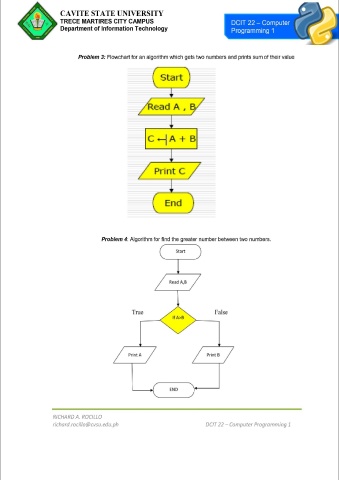 CAVITE STATE UNIVERSITY
TRECE MARTIRES CITY CAMPUS
Department of Information Technology
DCIT 22 – Computer
Programming 1
Problem 3: Flowchart for an algorithm which gets two numbers and prints sum of their value
Start
Read A , B
C ←| A + B
Print C
End
Problem 4: Algorithm for find the greater number between two numbers.
Start
Read A,B
True
If A>B
False
Print A
Print B
END
RICHARD A. ROCILLO
richard.rocillo@cvsu.edu.ph
DCIT 22 – Computer Programming 1